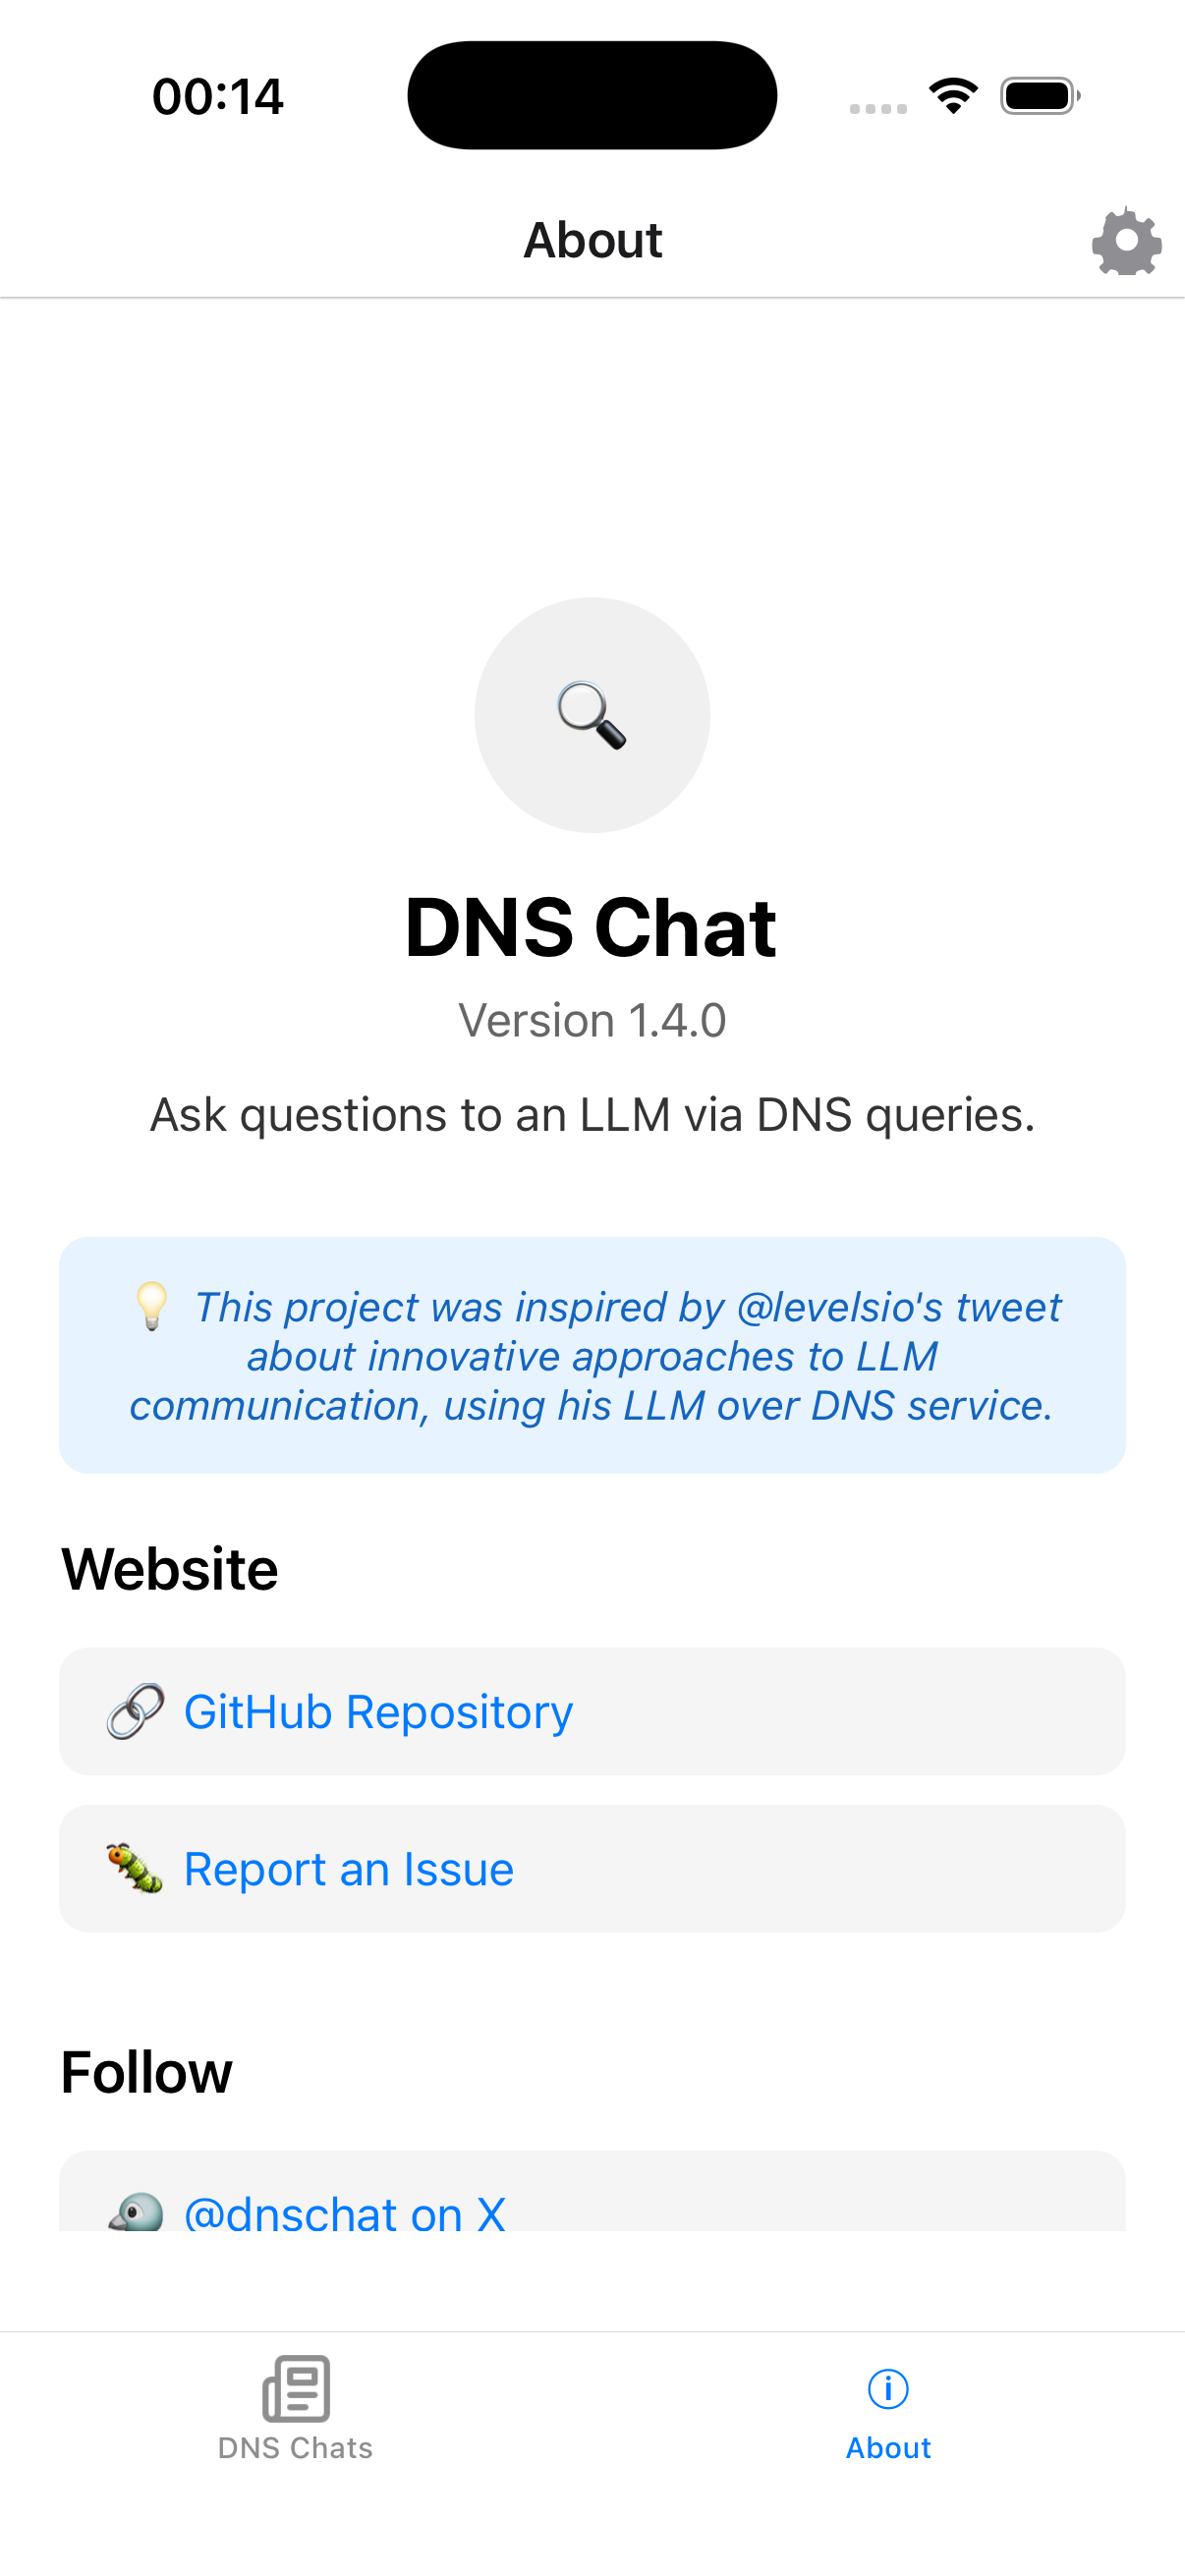 00:14
About
DNS Chat
Version 1.4.0
Ask questions to an LLM via DNS queries.
This project was inspired by @levelsio's tweet
about innovative approaches to LLM
communication, using his LLM over DNS service.
Website
GitHub Repository
Report an Issue
Follow
@dnschat on X
DNS Chats
About